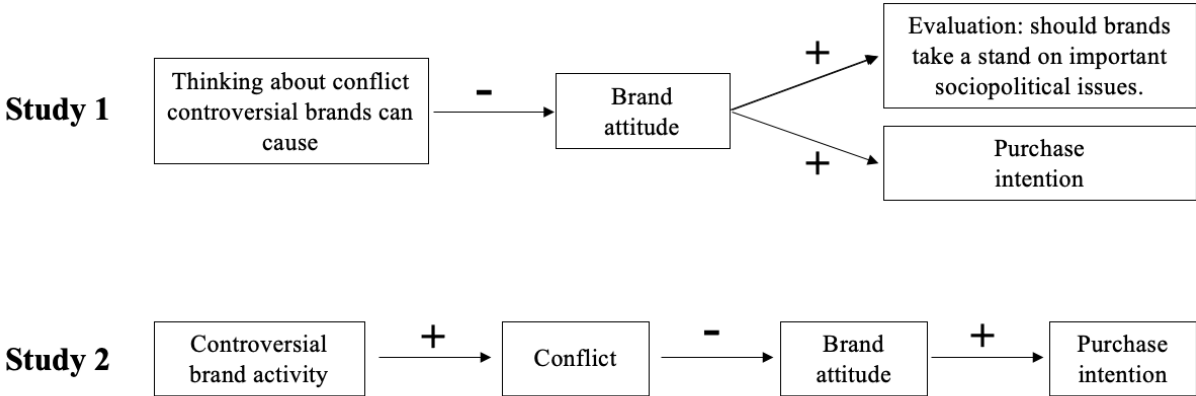 Study 1
Thinking about conflict
controversial brands can
cause
-
Brand
attitude
+
Evaluation: should brands
take a stand on important
sociopolitical issues.
+
Purchase
intention
Study 2
Controversial
brand activity
+
Conflict
-
Brand
attitude
+
Purchase
intention